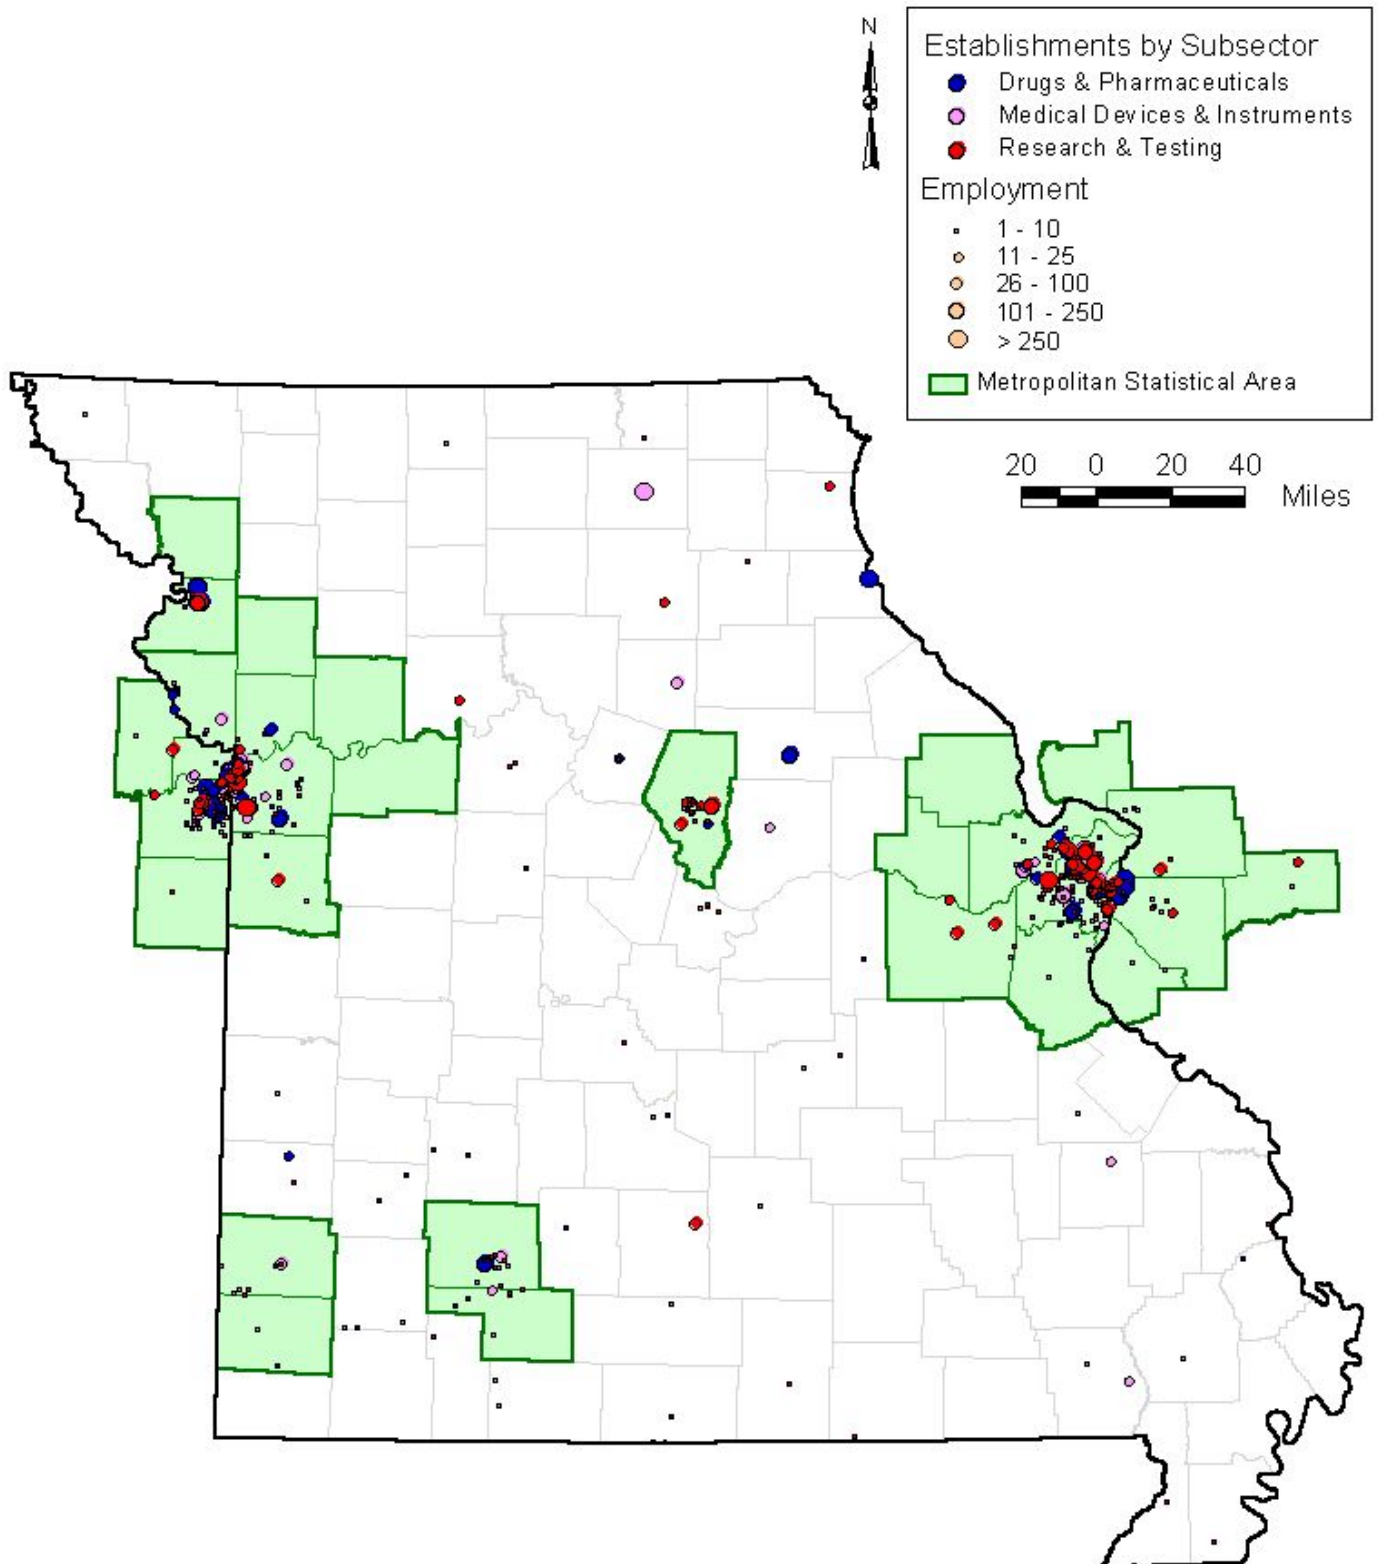 N
Establishments by Subsector
Drugs & Pharmaceuticals
Medical Devices & Instruments
Research & Testing
Employment
1 - 10
11 - 25
26 - 100
101 - 250
> 250
Metropolitan Statistical Area
20 0 20 40
Miles